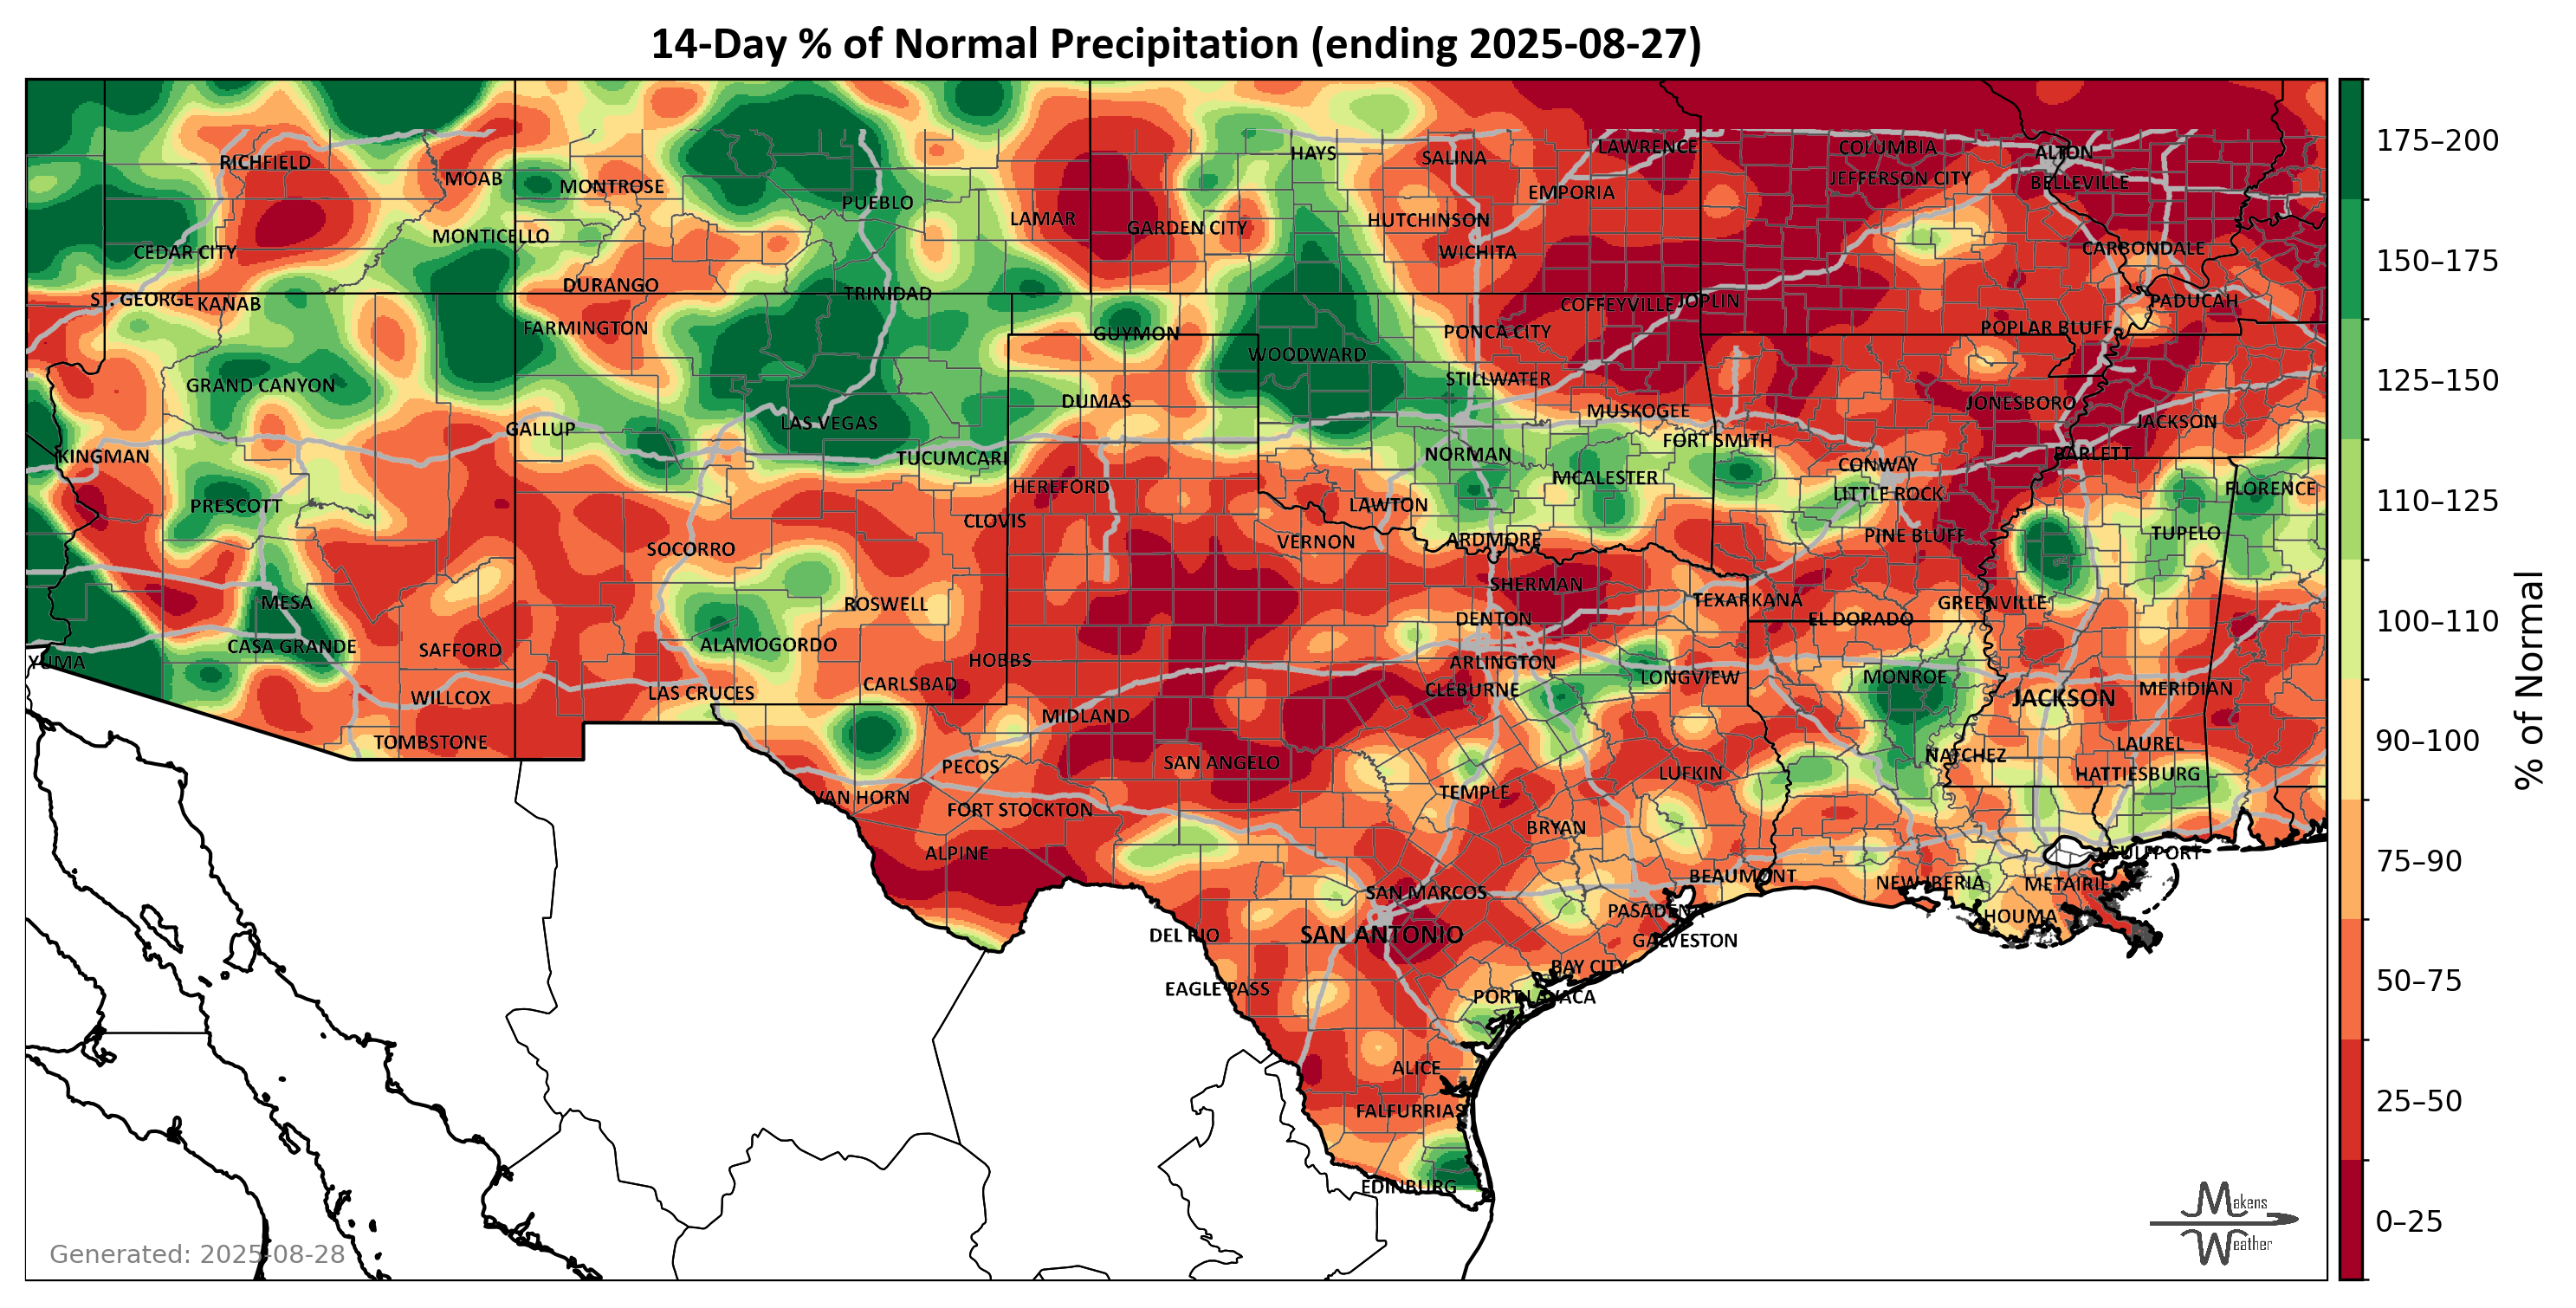 14-Day % of Normal Precipitation (ending 2025-08-27)
RICHFIELD
MOAB
MONTROSE
PUEBLO
LAMAR
GARDEN CITY
HAYS
SALINA
LAWRENCE
EMPORIA
HUTCHINSON
WICHITA
COLUMBIA
JEFFERSON CITY
ALTON
BELLEVILLE
CARBONDALE
CEDAR CITY
MONTICELLO
DURANGO
TRINIDAD
ST. GEORGE
KANAB
FARMINGTON
GUYMON
WOODWARD
PONCA CITY
COFFEYVILLE
JOPLIN
POPLAR BLUFF
PADUCAH
GRAND CANYON
STILLWATER
DUMAS
LAS VEGAS
MUSKOGEE
JONESBORO
JACKSON
GALLUP
KINGMAN
TUCUMCARI
NORMAN
FORT SMITH
MCALESTER
CONWAY
BARLETT
LITTLE ROCK
FLORENCE
HEREFORD
PRESCOTT
LAWTON
CLOVIS
VERNON
ARDMORE
PINE BLUFF
TUPELO
SOCORRO
SHERMAN
MESA
ROSWELL
TEXARKANA
GREENVILLE
DENTON
EL DORADO
CASA GRANDE
SAFFORD
ALAMOGORDO
YUMA
HOBBS
ARLINGTON
CLEBURNE
LONGVIEW
MONROE
JACKSON
MERIDIAN
WILLCOX
LAS CRUCES
CARLSBAD
MIDLAND
TOMBSTONE
PECOS
SAN ANGELO
NATCHEZ
LAUREL
HATTIESBURG
LUFKIN
VAN HORN
FORT STOCKTON
TEMPLE
BRYAN
ALPINE
GULFPORT
BEAUMONT
NEW IBERIA
METAIRIE
SAN MARCOS
PASADENA
HOUMA
DEL RIO
SAN ANTONIO
GALVESTON
BAY CITY
EAGLE PASS
PORT LAVACA
ALICE
FALFURRIAS
EDINBURG
175–200
150–175
125–150
110–125
100–110
90–100
75–90
50–75
25–50
0–25
% of Normal
Generated: 2025-08-28
Makens
Weather